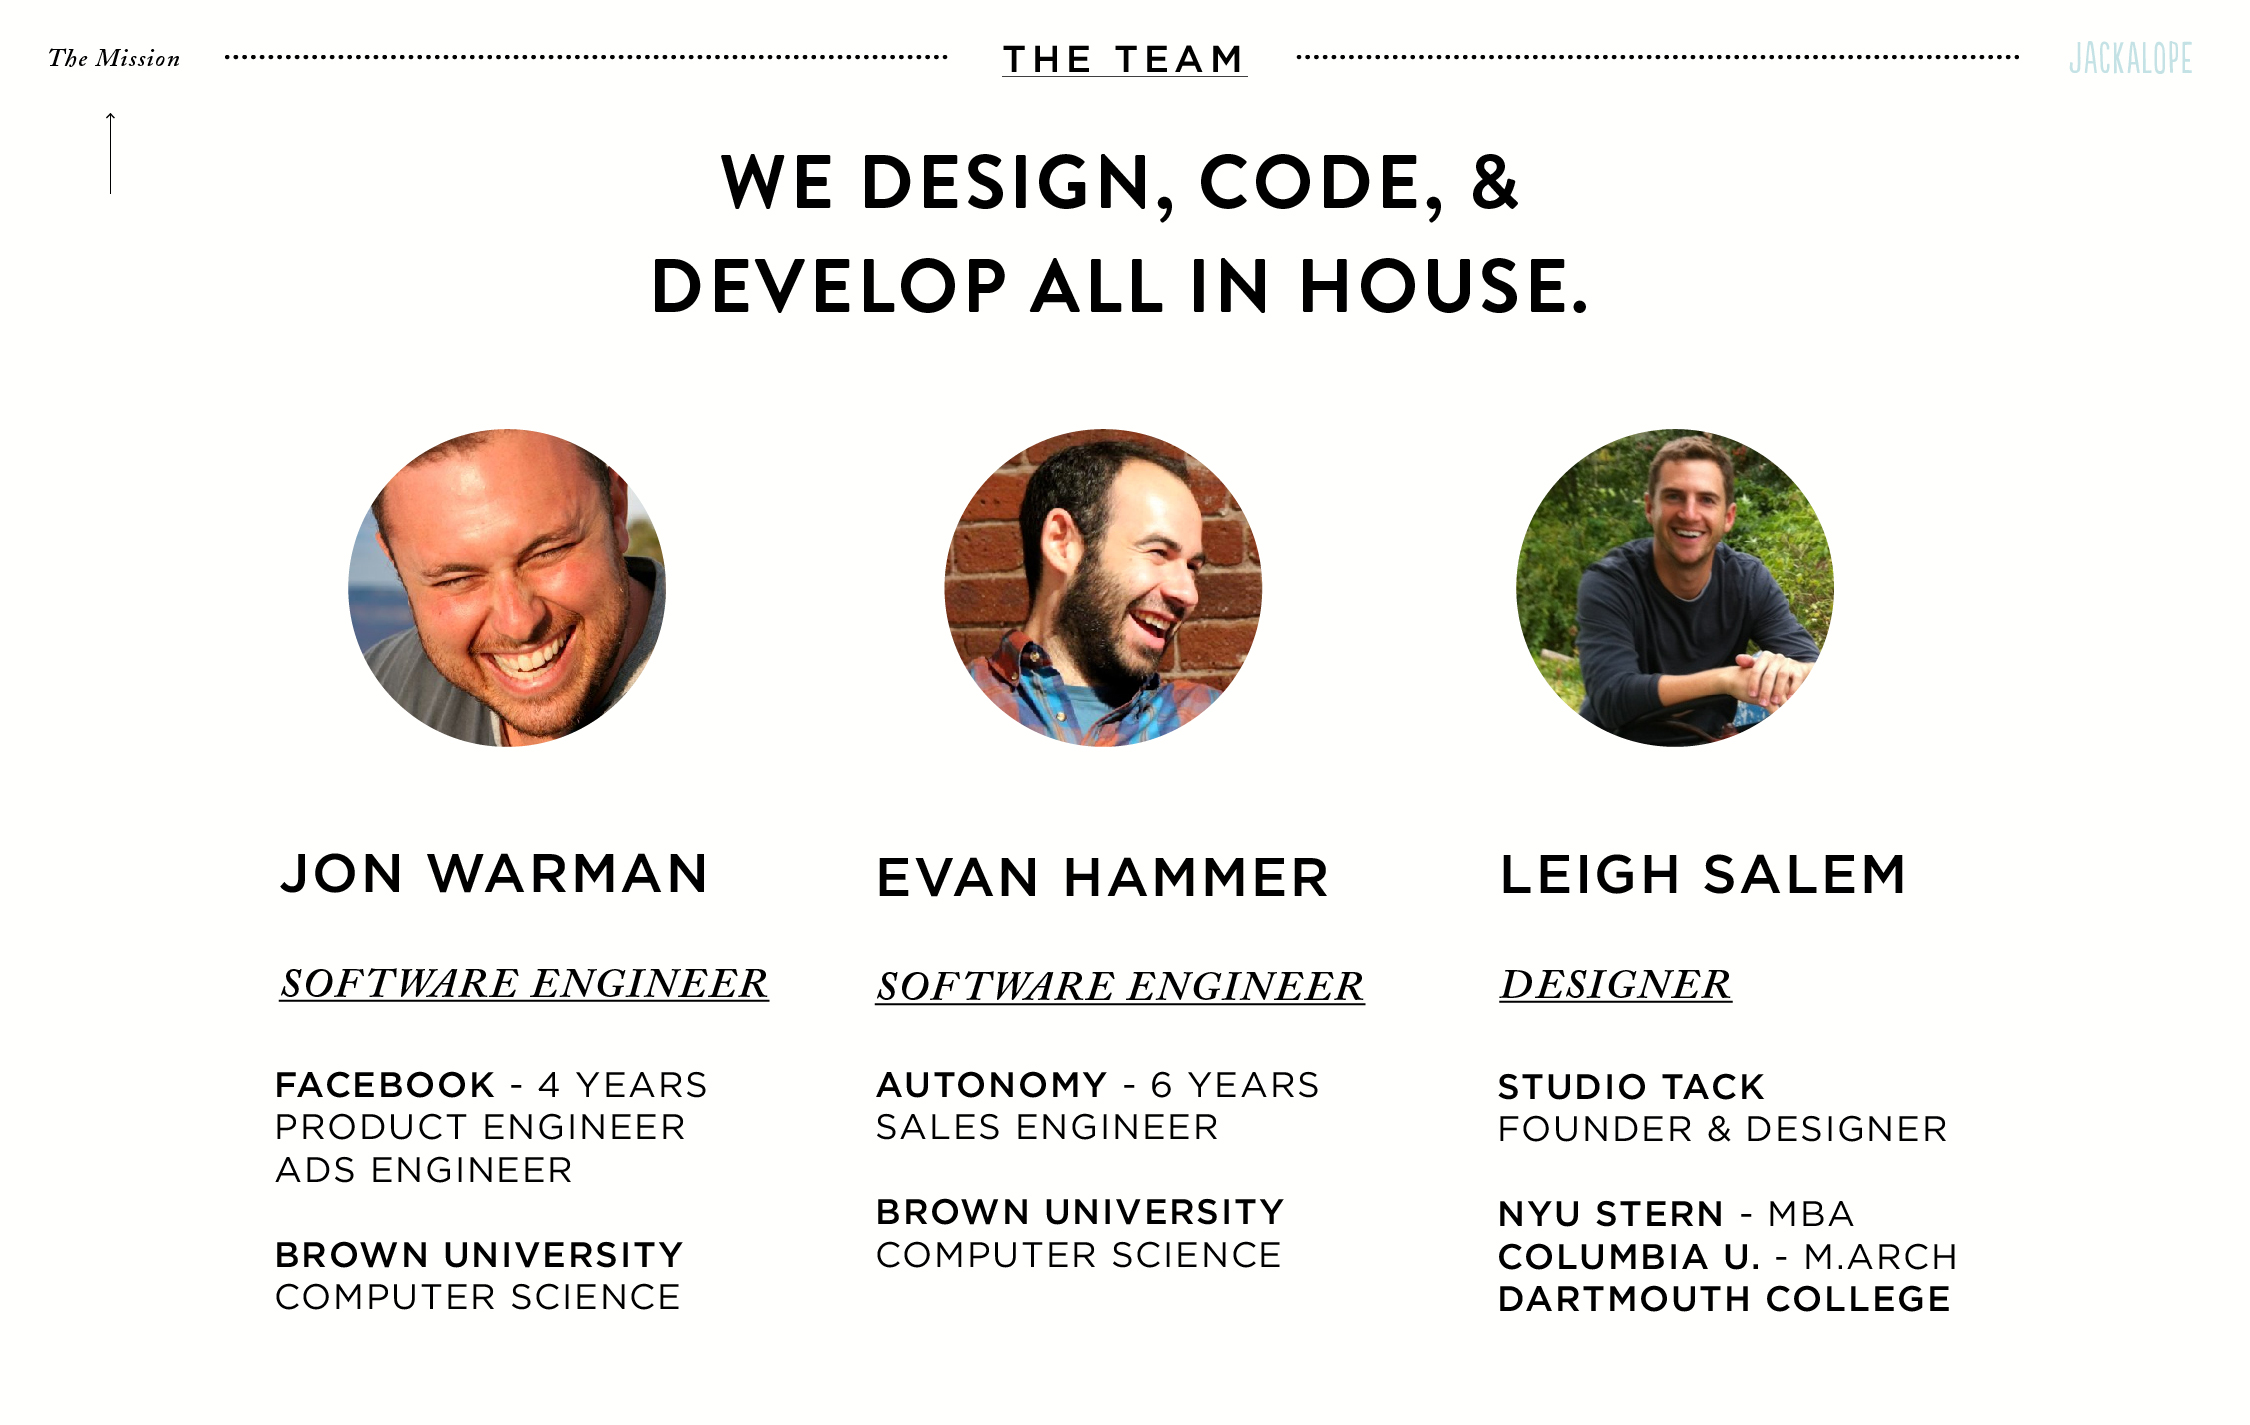 The Mission
THE TEAM
JACKALOPE
WE DESIGN, CODE, &
DEVELOP ALL IN HOUSE.
JON WARMAN
SOFTWARE ENGINEER
FACEBOOK - 4 YEARS
PRODUCT ENGINEER
ADS ENGINEER
BROWN UNIVERSITY
COMPUTER SCIENCE
EVAN HAMMER
SOFTWARE ENGINEER
AUTONOMY - 6 YEARS
SALES ENGINEER
BROWN UNIVERSITY
COMPUTER SCIENCE
LEIGH SALEM
DESIGNER
STUDIO TACK
FOUNDER & DESIGNER
NYU STERN - MBA
COLUMBIA U. - M.ARCH
DARTMOUTH COLLEGE